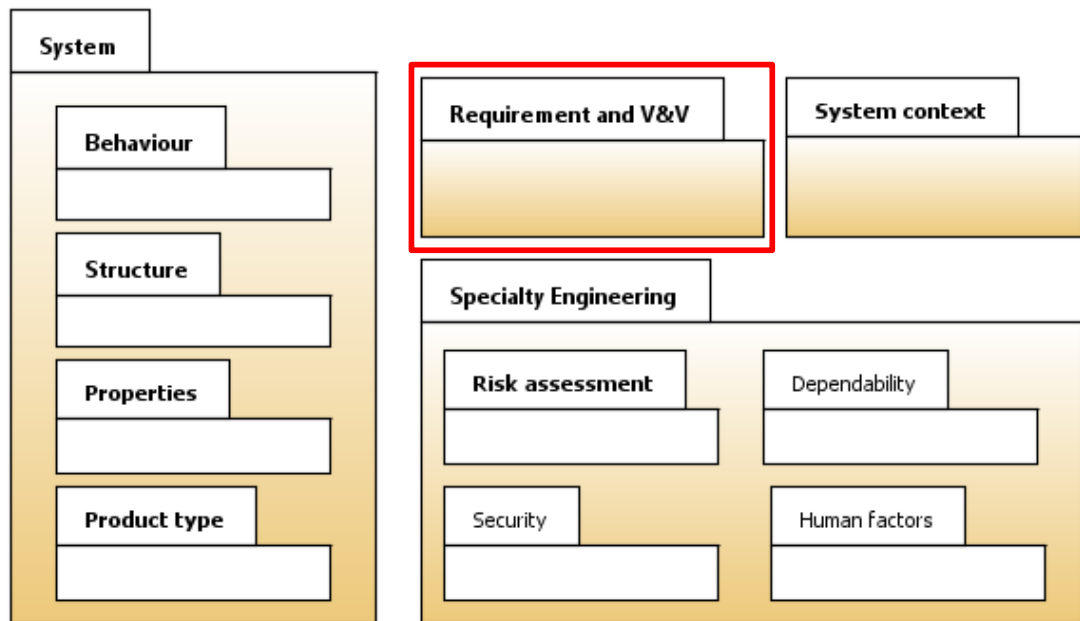 System
Behaviour
Structure
Properties
Product type
Requirement and V&V
System context
Specialty Engineering
Risk assessment
Dependability
Security
Human factors